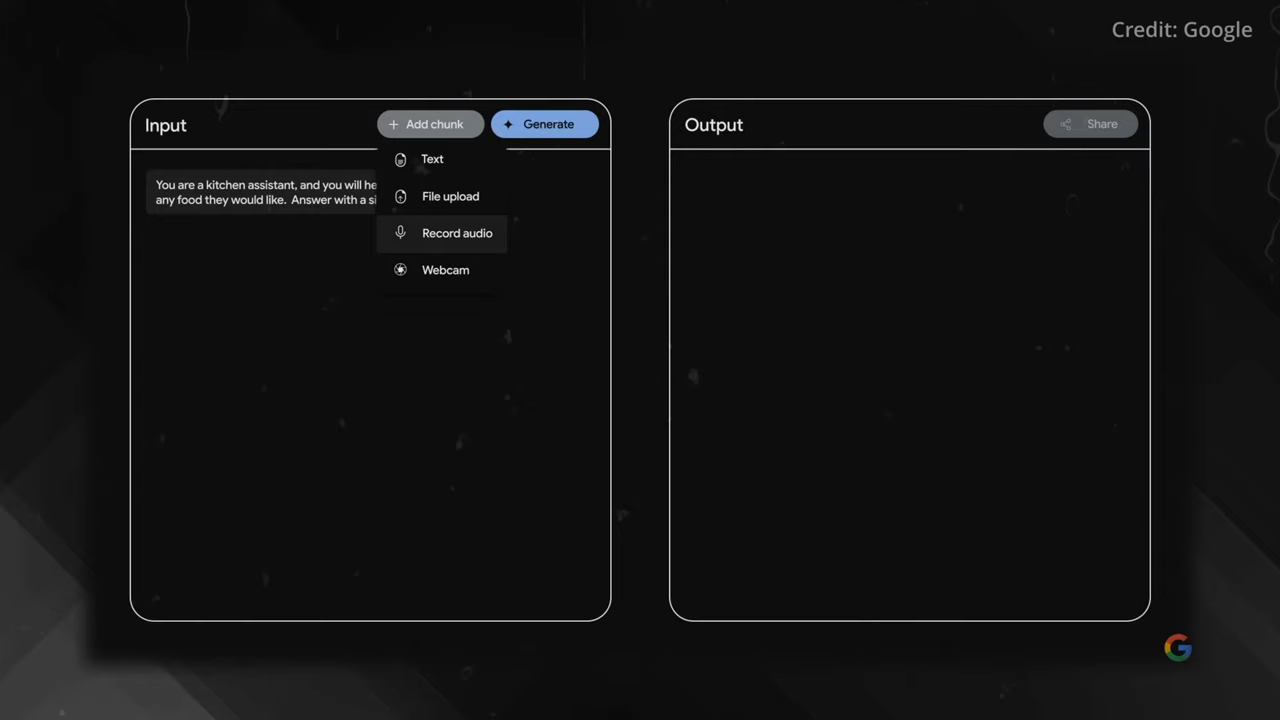 Credit: Google
Input
Add chunk
Generate
Text
File upload
Record audio
Webcam
You are a kitchen assistant, and you will he
any food they would like. Answer with a si
Output
Share